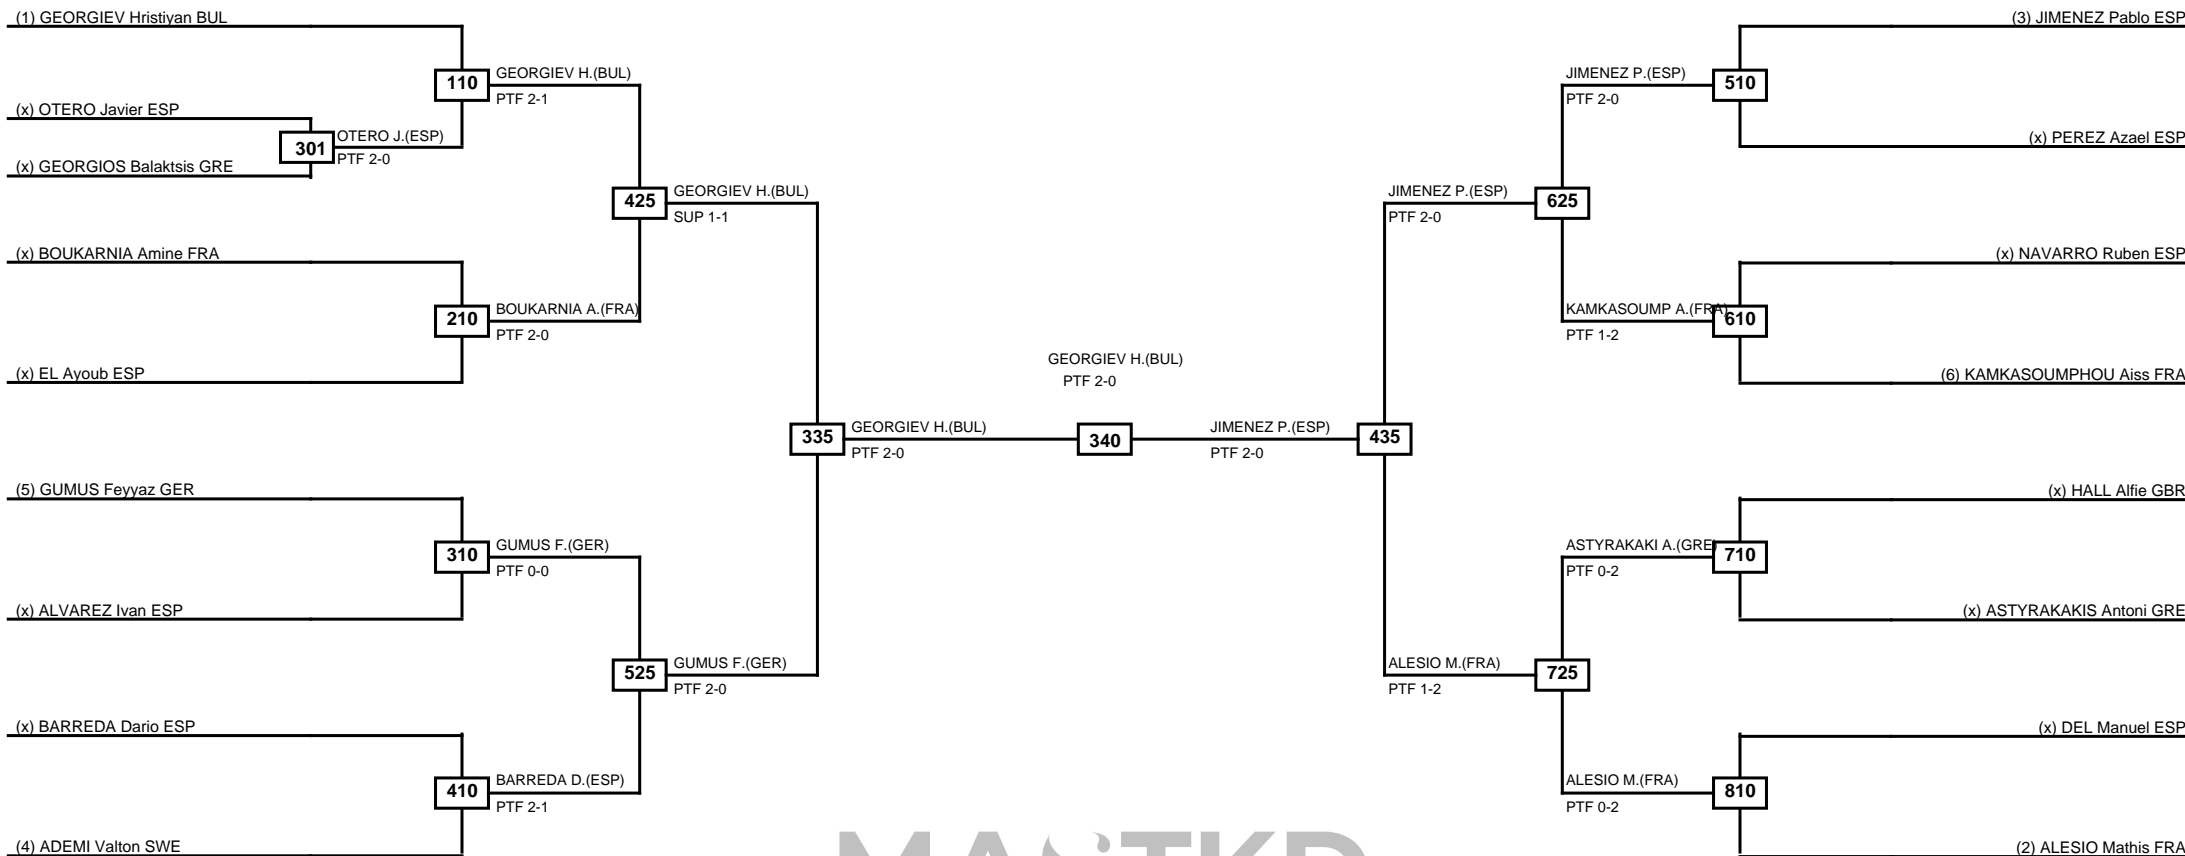 (1) GEORGIEV Hristiyan BUL
(x) OTERO Javier ESP
(x) GEORGIOS Balaktsis GRE
(x) BOUKARNIA Amine FRA
(x) EL Ayoub ESP
(5) GUMUS Feyyaz GER
(x) ALVAREZ Ivan ESP
(x) BARREDA Dario ESP
(4) ADEMI Valton SWE
301
OTERO J.(ESP)
PTF 2-0
110
GEORGIEV H.(BUL)
PTF 2-1
210
BOUKARNIA A.(FRA)
PTF 2-0
310
GUMUS F.(GER)
PTF 0-0
410
BARREDA D.(ESP)
PTF 2-1
425
GEORGIEV H.(BUL)
SUP 1-1
525
GUMUS F.(GER)
PTF 2-0
335
GEORGIEV H.(BUL)
PTF 2-0
GEORGIEV H.(BUL)
PTF 2-0
340
JIMENEZ P.(ESP)
PTF 2-0
435
JIMENEZ P.(ESP)
PTF 2-0
625
ALESIO M.(FRA)
PTF 1-2
725
JIMENEZ P.(ESP)
PTF 2-0
510
KAMKASOUMP A.(FRA)
PTF 1-2
610
ASTYRAKAKI A.(GRE)
PTF 0-2
710
ALESIO M.(FRA)
PTF 0-2
810
(3) JIMENEZ Pablo ESP
(x) PEREZ Azael ESP
(x) NAVARRO Ruben ESP
(6) KAMKASOUMPHOU Aiss FRA
(x) HALL Alfie GBR
(x) ASTYRAKAKIS Antoni GRE
(x) DEL Manuel ESP
(2) ALESIO Mathis FRA
MASTKD